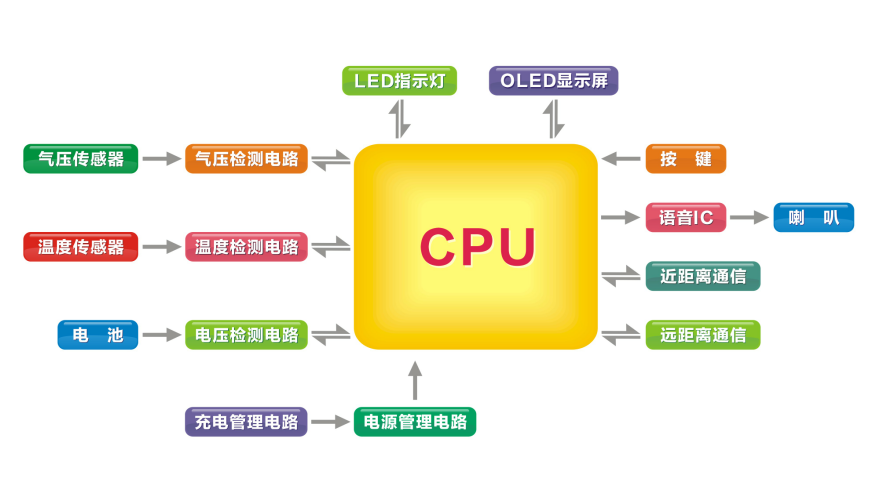 LED指示灯
OLED显示屏
气压传感器
气压检测电路
按 键
CPU
语音IC
喇 叭
温度传感器
温度检测电路
近距离通信
电 池
电压检测电路
远距离通信
充电管理电路
电源管理电路